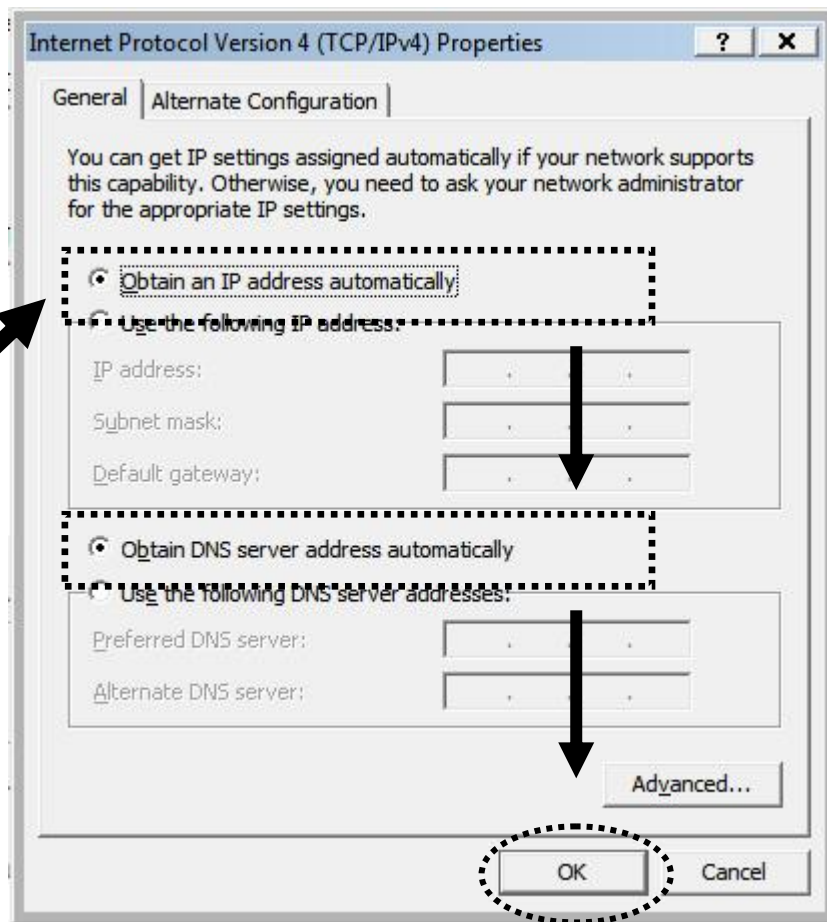 Internet Protocol Version 4 (TCP/IPv4) Properties
? X
General Alternate Configuration
You can get IP settings assigned automatically if your network supports
this capability. Otherwise, you need to ask your network administrator
for the appropriate IP settings.
Obtain an IP address automatically
Use the following IP address:
IP address:
Subnet mask:
Default gateway:
Obtain DNS server address automatically
Use the following DNS server addresses:
Preferred DNS server:
Alternate DNS server:
Advanced...
OK Cancel